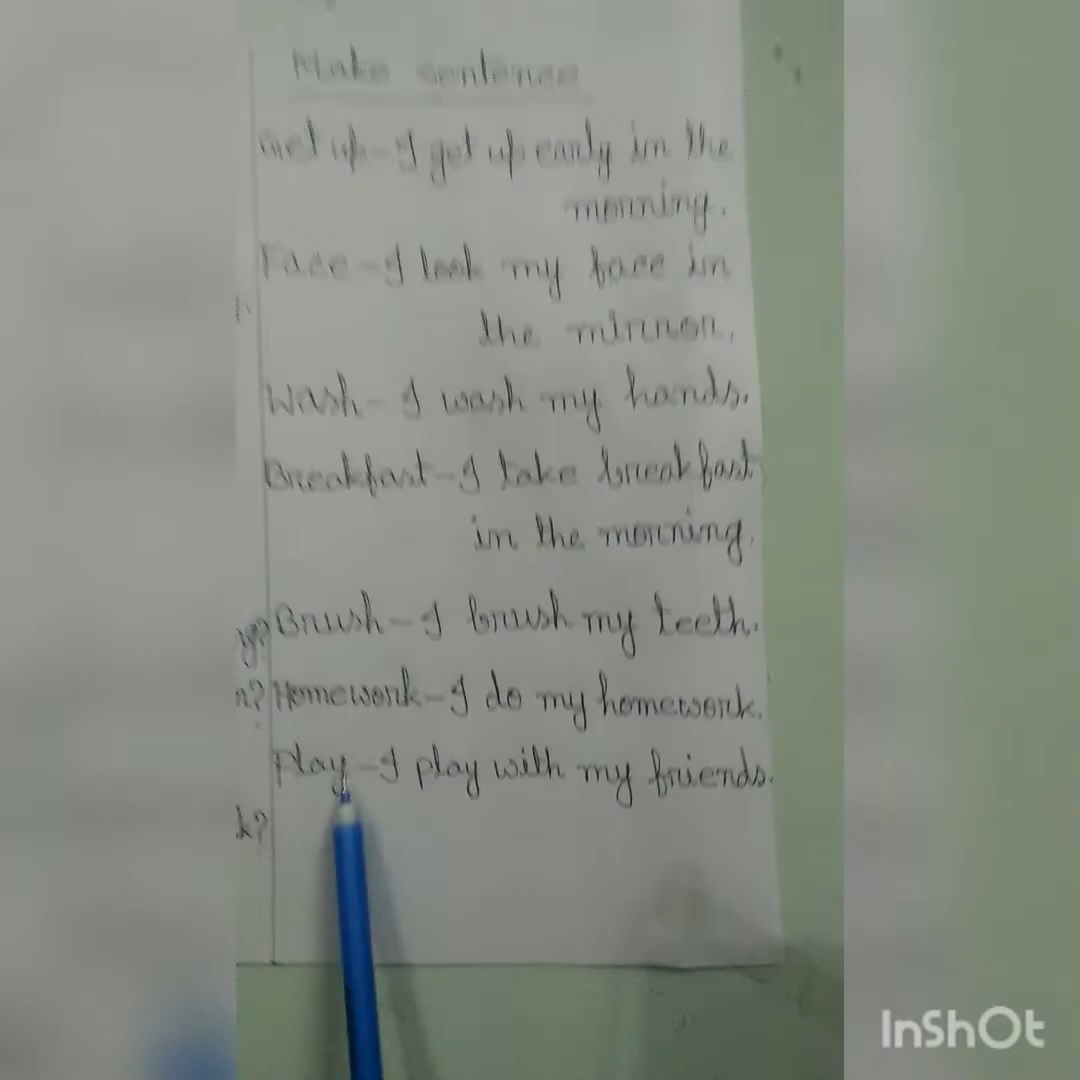 Make sentence
Get up - I get up early in the
morning.
Face - I look my face in
the mirror.
Wash - I wash my hands.
Breakfast - I take breakfast
in the morning.
Brush - I brush my teeth.
Homework - I do my homework.
Play - I play with my friends.
InShOt